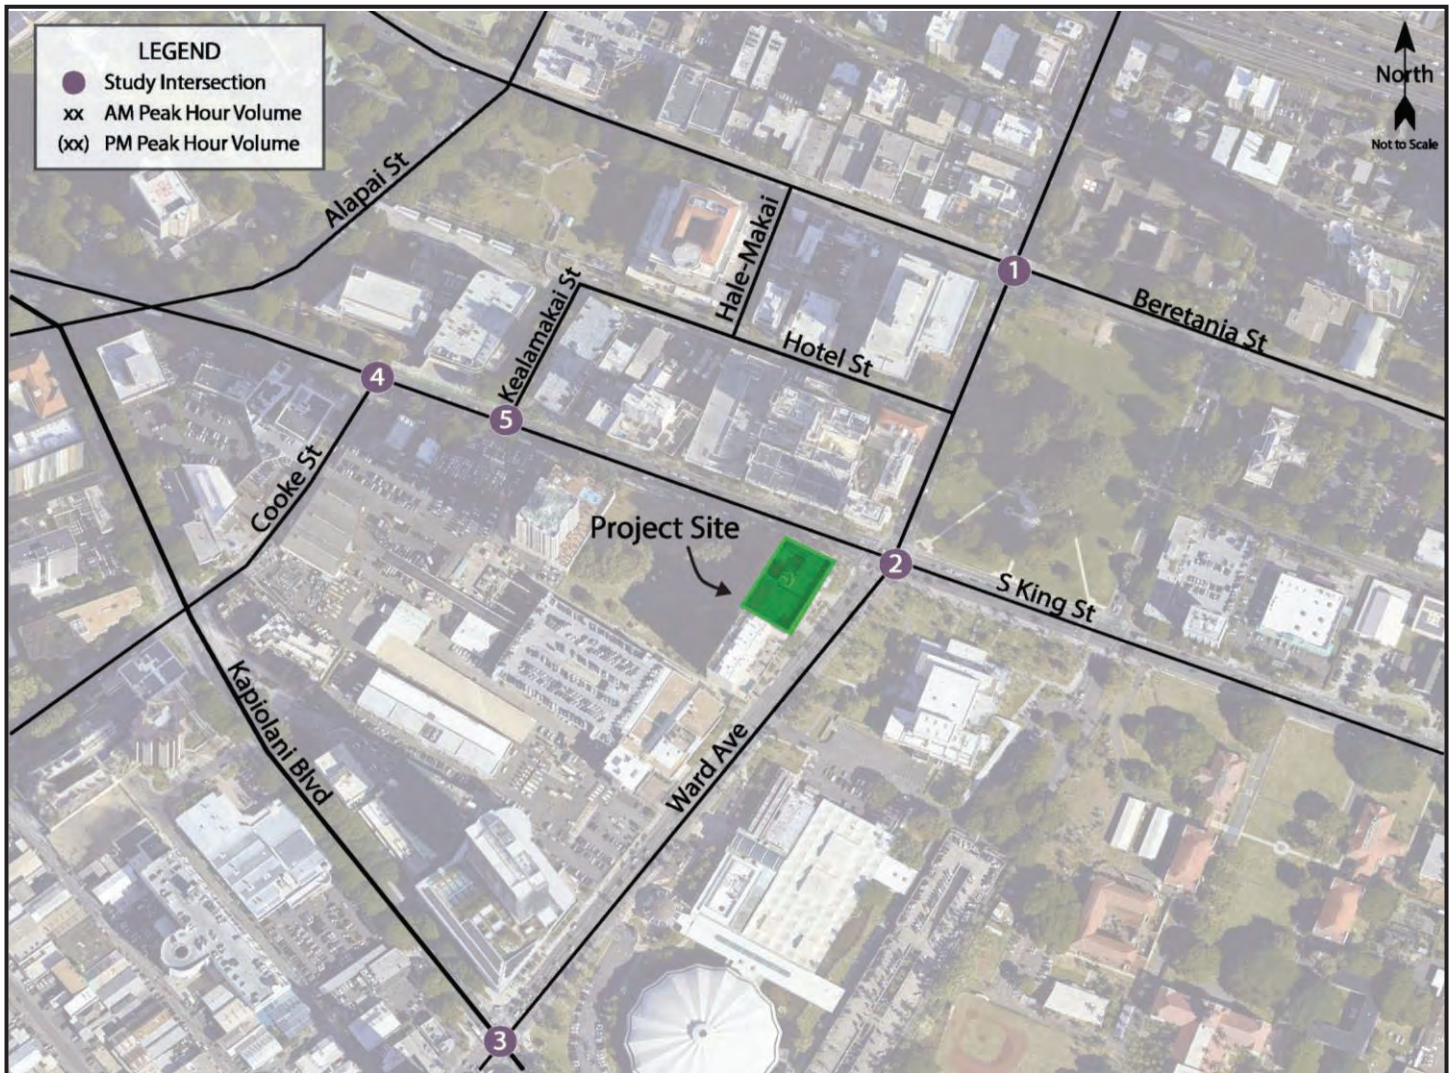 LEGEND
Study Intersection
xx AM Peak Hour Volume
(xx) PM Peak Hour Volume
North
Not to Scale
Alapai St
Hale-Makai
1
Kealamakai St
Beretania St
Hotel St
4
5
Cooke St
Project Site
2
S King St
Kapiolani Blvd
Ward Ave
3